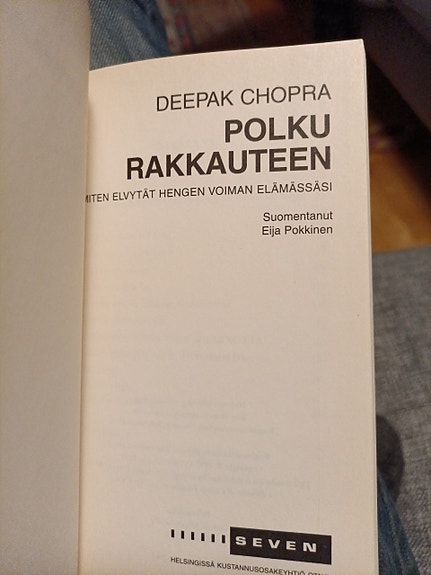 DEEPAK CHOPRA
POLKU
RAKKAUTEEN
MITEN ELVYTÄT HENGEN VOIMAN ELÄMÄSSÄSI
Suomentanut
Eija Pokkinen
SEVEN
HELSINGISSÄ KUSTANNUSOSAKEYHTIÖ